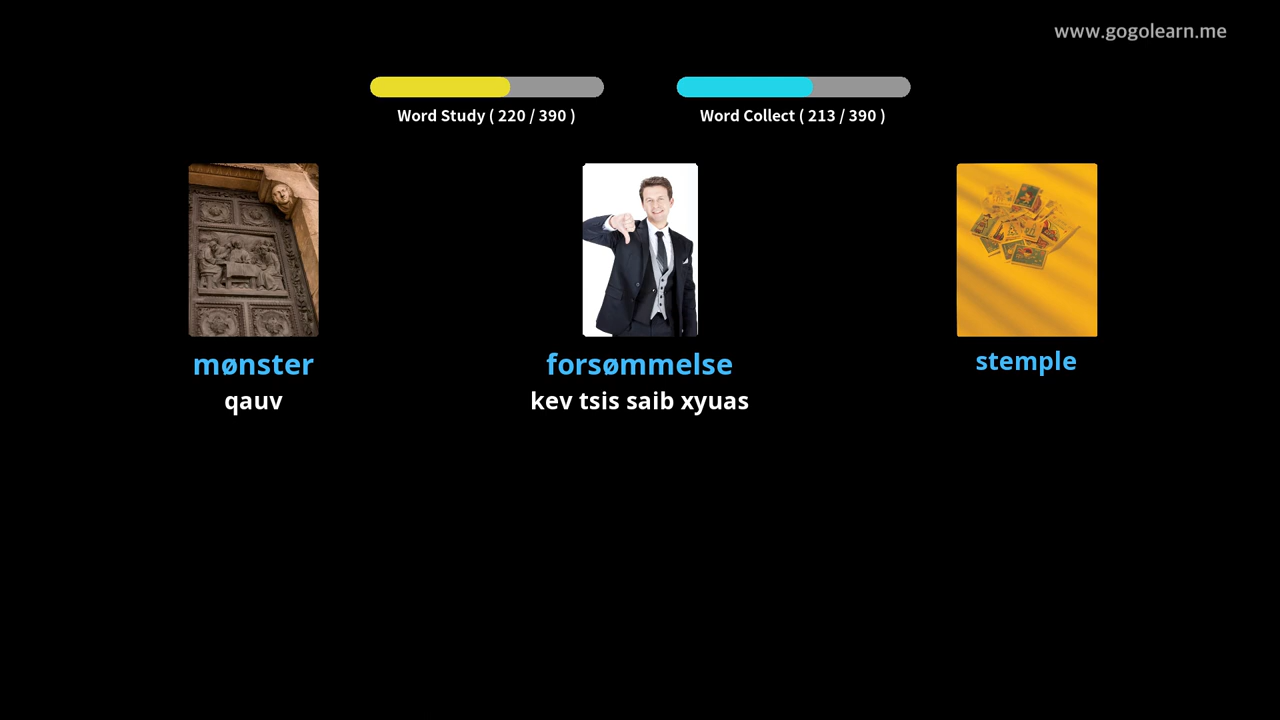 www.gogolearn.me
Word Study ( 220 / 390 )
Word Collect ( 213 / 390 )
mønster
qauv
forsømmelse
kev tsis saib xyuas
stemple